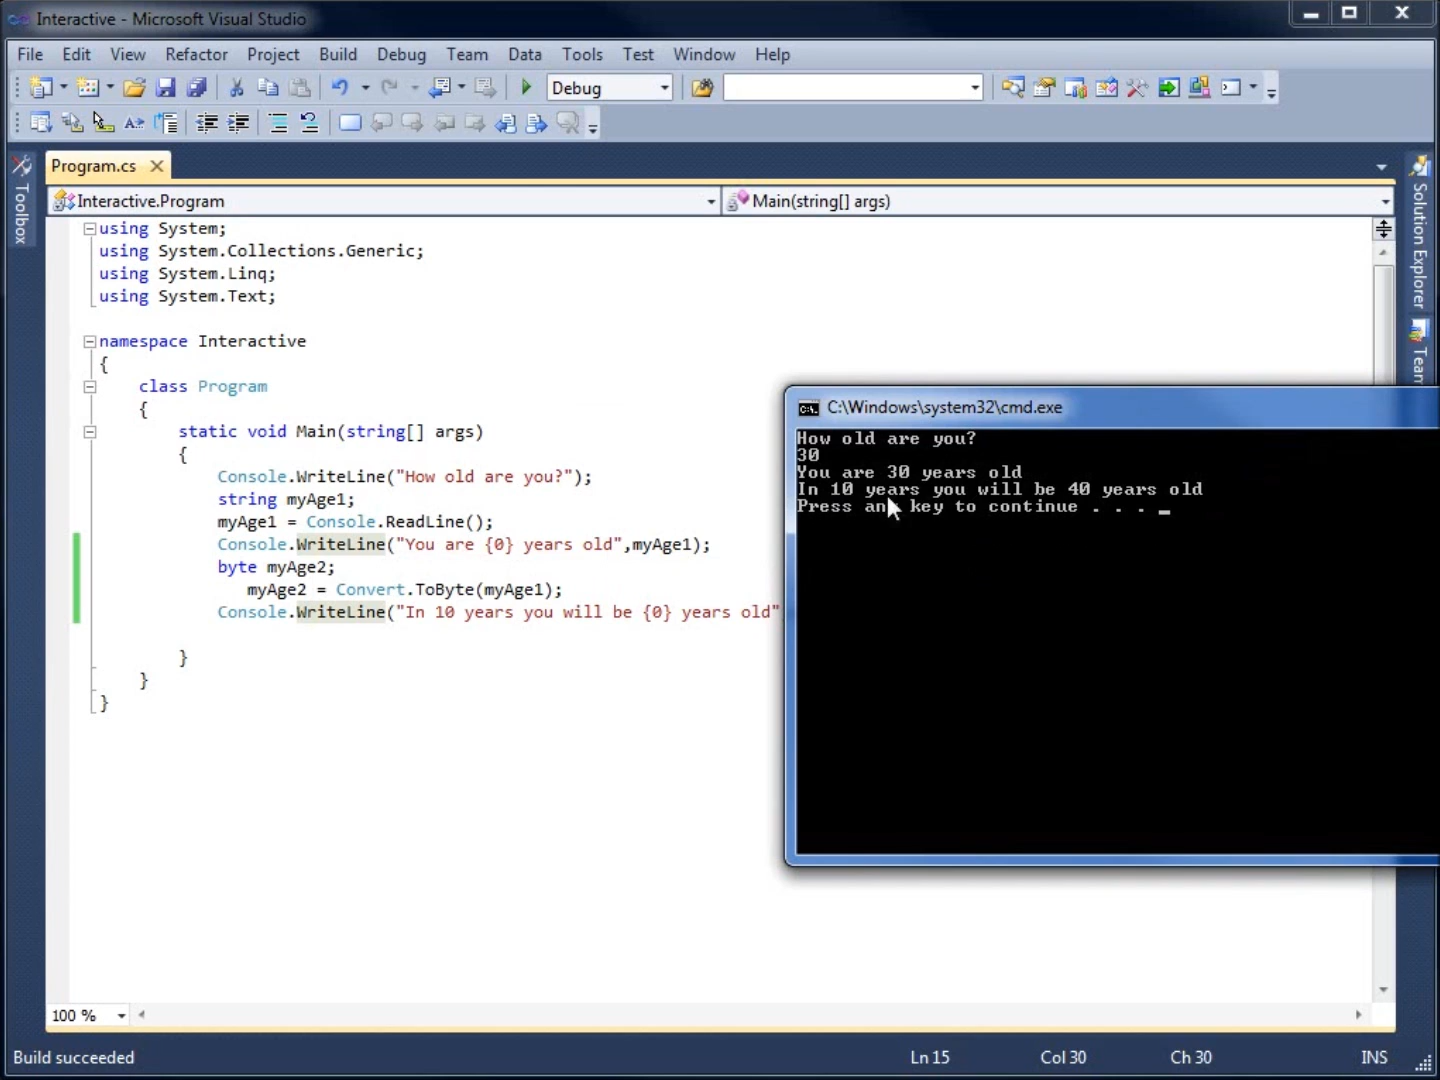 Interactive - Microsoft Visual Studio
File Edit View Refactor Project Build Debug Team Data Tools Test Window Help
Debug
Program.cs
Interactive.Program
Main(string[] args)
Toolbox
Solution Explorer
using System;
using System.Collections.Generic;
using System.Linq;
using System.Text;
namespace Interactive
{
class Program
{
static void Main(string[] args)
{
Console.WriteLine("How old are you?");
string myAge1;
myAge1 = Console.ReadLine();
Console.WriteLine("You are {0} years old",myAge1);
byte myAge2;
myAge2 = Convert.ToByte(myAge1);
Console.WriteLine("In 10 years you will be {0} years old"
}
}
}
C:\Windows\system32\cmd.exe
How old are you?
30
You are 30 years old
In 10 years you will be 40 years old
Press any key to continue . . . _
100 %
Build succeeded
Ln 15 Col 30 Ch 30 INS